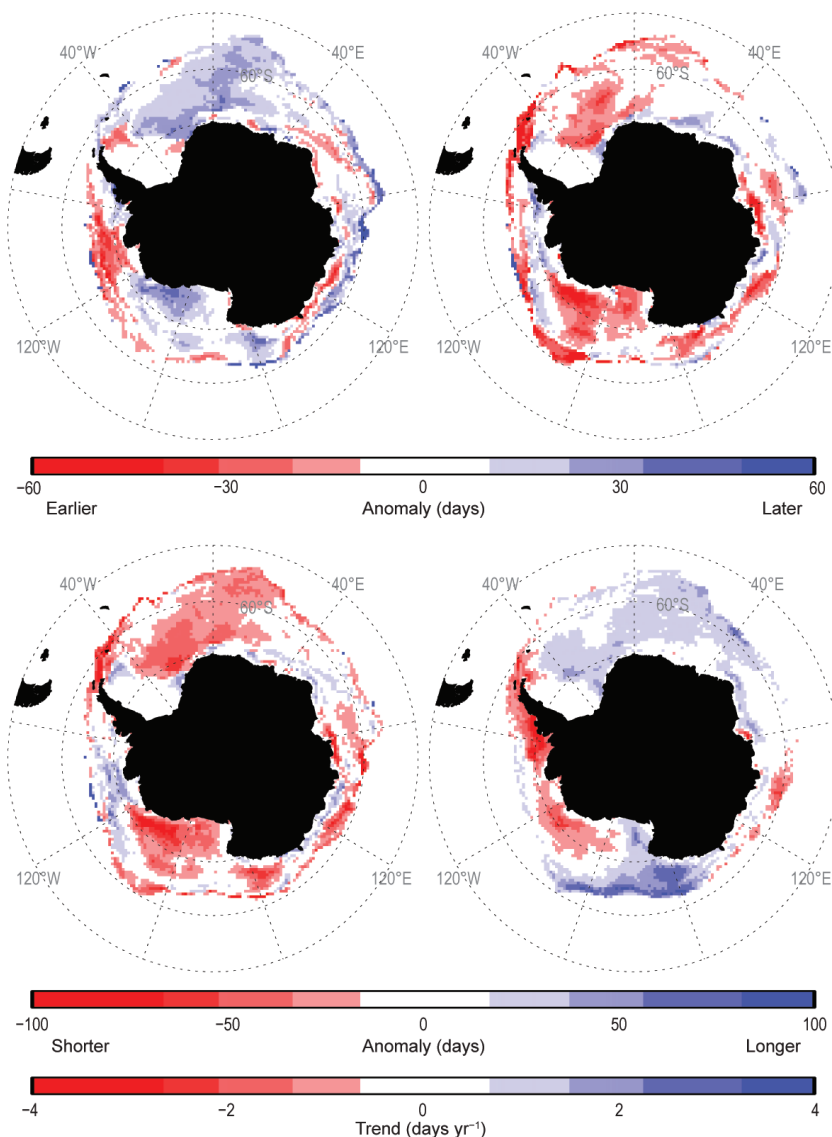 40°W 40°E 40°W 40°E
60°S 60°S
120°W 120°E 120°W 120°E
−60 −30 0 30 60
Earlier Anomaly (days) Later
40°W 40°E 40°W 40°E
60°S 60°S
120°W 120°E 120°W 120°E
−100 −50 0 50 100
Shorter Anomaly (days) Longer
−4 −2 0 2 4
Trend (days yr⁻¹)